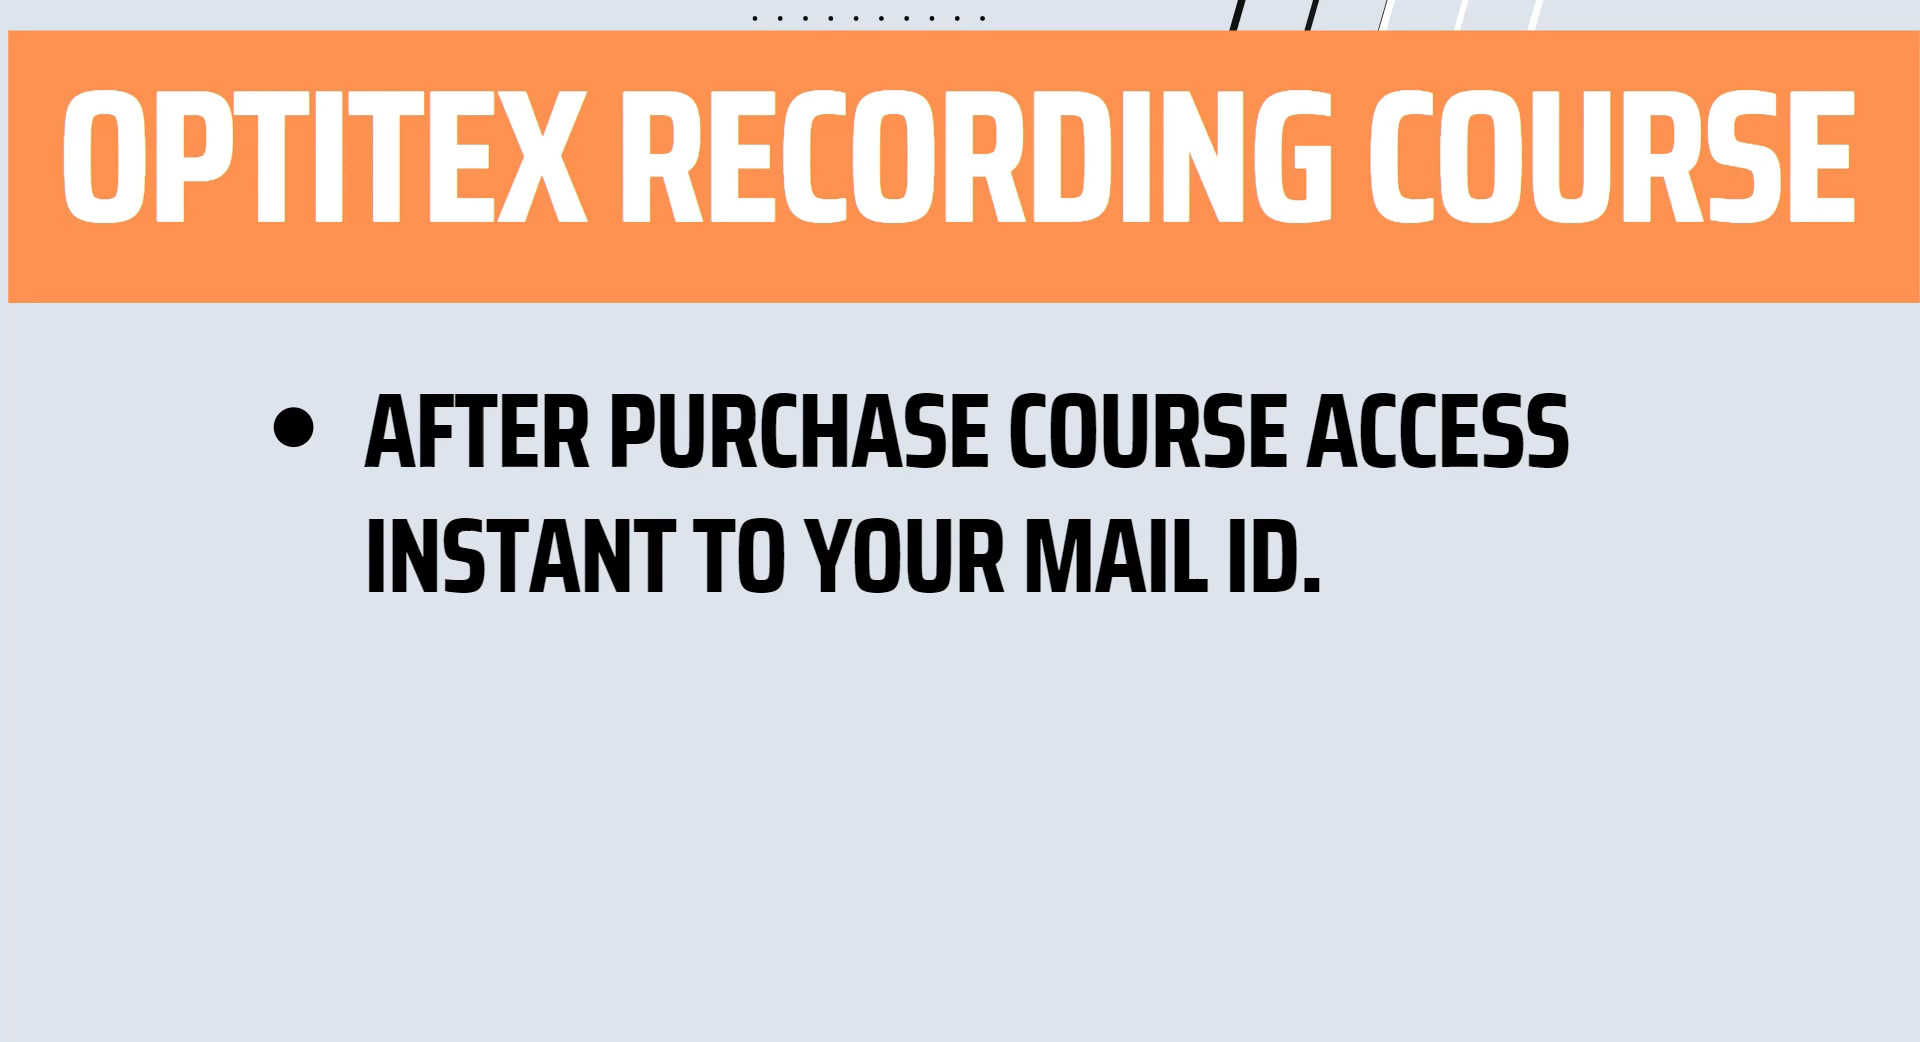 OPTITEX RECORDING COURSE
• AFTER PURCHASE COURSE ACCESS
INSTANT TO YOUR MAIL ID.